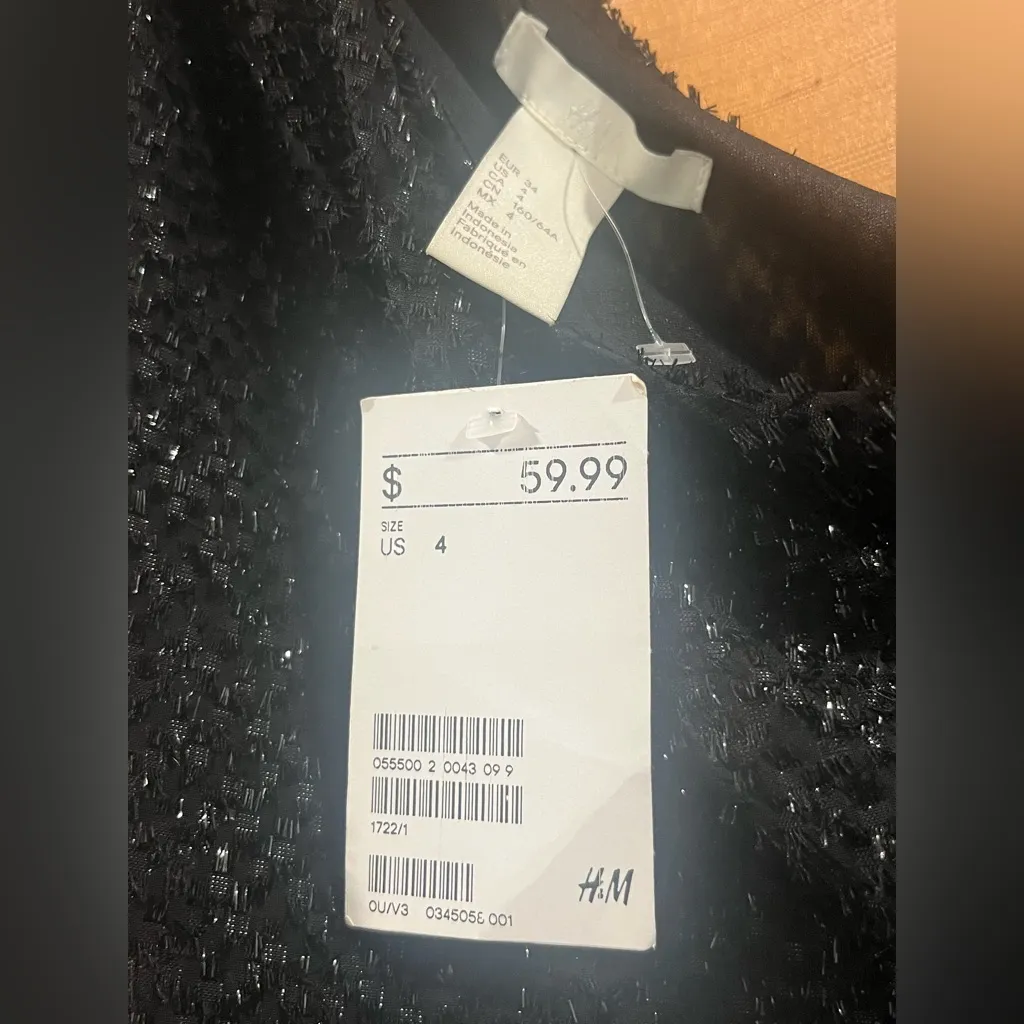 EUR 34
US 4
CA 4
CN 160/64A
MX 4
Made in
Indonesia
Fabriqué en
Indonésie
$ 59.99
SIZE
US 4
055500 2 0043 09 9
1722/1
0U/V3 0345058 001
H&M